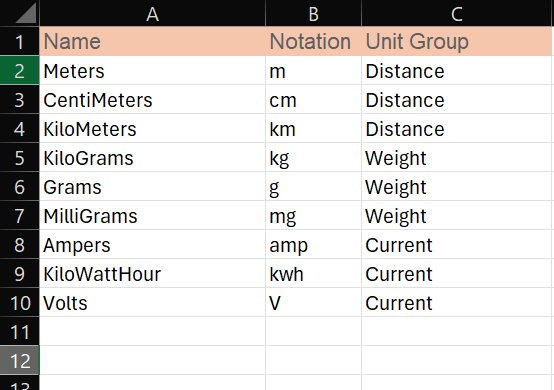 A B C
1 Name Notation Unit Group
2 Meters m Distance
3 CentiMeters cm Distance
4 KiloMeters km Distance
5 KiloGrams kg Weight
6 Grams g Weight
7 MilliGrams mg Weight
8 Ampers amp Current
9 KiloWattHour kwh Current
10 Volts V Current
11
12
13